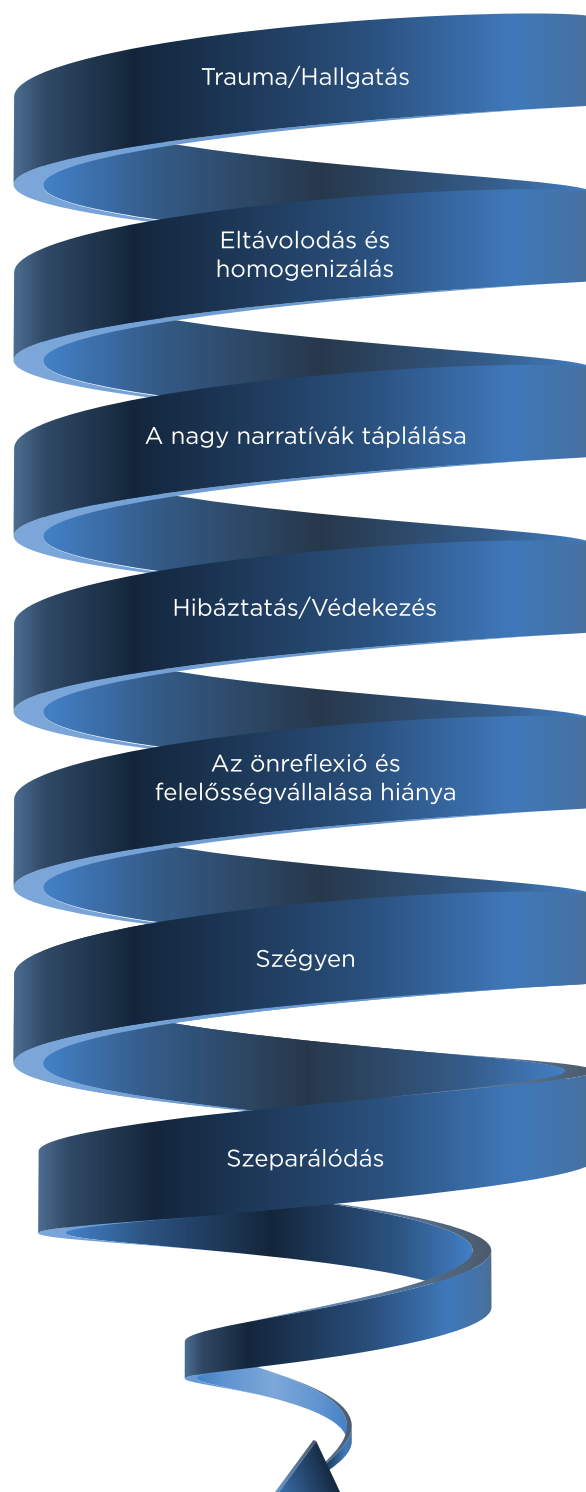 Trauma/Hallgatás
Eltávolodás és
homogenizálás
A nagy narratívák táplálása
Hibáztatás/Védekezés
Az önreflexió és
felelősségvállalása hiánya
Szégyen
Szeparálódás